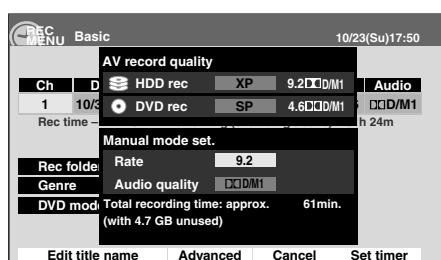 REC MENU Basic 10/23(Su)17:50
AV record quality
HDD rec XP 9.2 D/M1
DVD rec SP 4.6 D/M1
Ch Audio
1 10/3 D/M1
Rec time – h 24m
Manual mode set.
Rate 9.2
Audio quality D/M1
Rec folde
Genre
DVD mod
Total recording time: approx. 61min.
(with 4.7 GB unused)
Edit title name Advanced Cancel Set timer